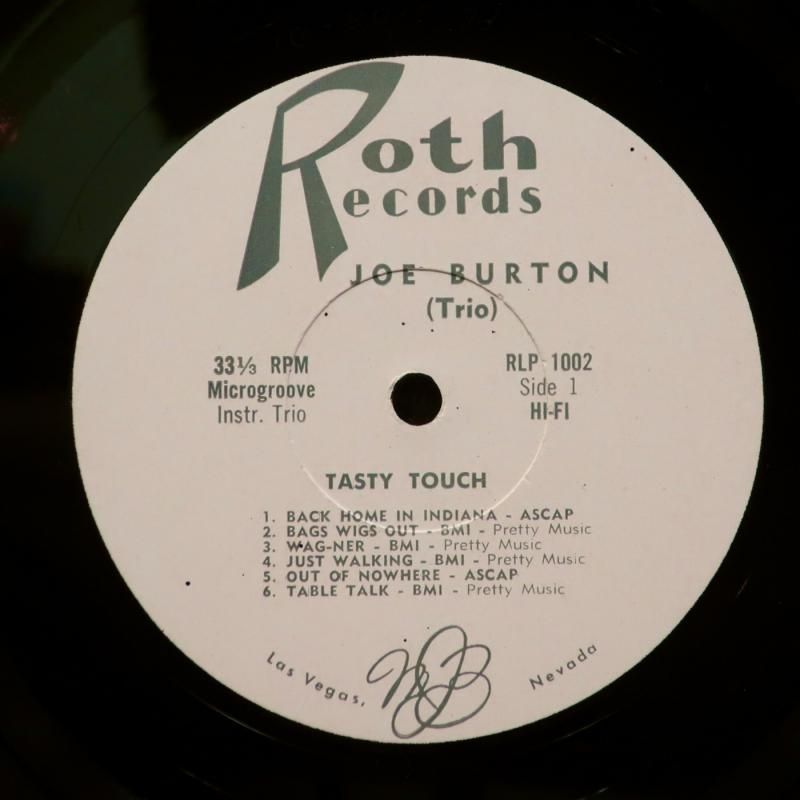 Roth
Records
JOE BURTON
(Trio)
33⅓ RPM
Microgroove
Instr. Trio
RLP-1002
Side 1
HI-FI
TASTY TOUCH
1. BACK HOME IN INDIANA - ASCAP
2. BAGS WIGS OUT - BMI - Pretty Music
3. WAG-NER - BMI - Pretty Music
4. JUST WALKING - BMI - Pretty Music
5. OUT OF NOWHERE - ASCAP
6. TABLE TALK - BMI - Pretty Music
Las Vegas, Nevada